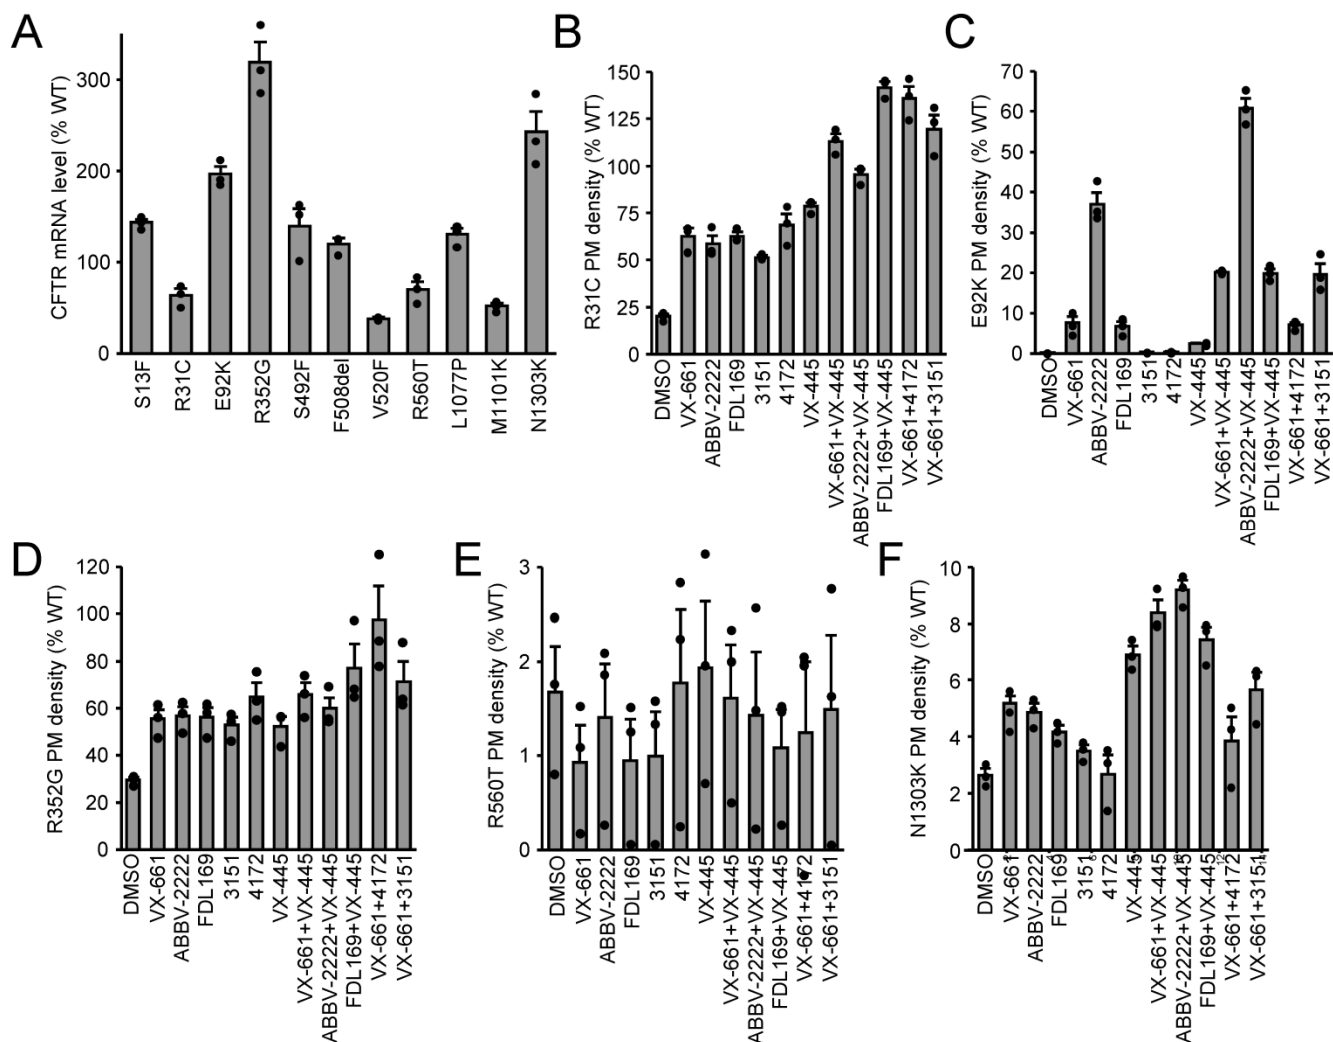 A
CFTR mRNA level (% WT)
300
200
100
0
S13F
R31C
E92K
R352G
S492F
F508del
V520F
R560T
L1077P
M1101K
N1303K
B
R31C PM density (% WT)
150
125
100
75
50
25
0
DMSO
VX-661
ABBV-2222
FDL169
3151
4172
VX-445
VX-661+VX-445
ABBV-2222+VX-445
FDL169+VX-445
VX-661+4172
VX-661+3151
C
E92K PM density (% WT)
70
60
50
40
30
20
10
0
DMSO
VX-661
ABBV-2222
FDL169
3151
4172
VX-445
VX-661+VX-445
ABBV-2222+VX-445
FDL169+VX-445
VX-661+4172
VX-661+3151
D
R352G PM density (% WT)
120
100
80
60
40
20
0
DMSO
VX-661
ABBV-2222
FDL169
3151
4172
VX-445
VX-661+VX-445
ABBV-2222+VX-445
FDL169+VX-445
VX-661+4172
VX-661+3151
E
R560T PM density (% WT)
3
2
1
0
DMSO
VX-661
ABBV-2222
FDL169
3151
4172
VX-445
VX-661+VX-445
ABBV-2222+VX-445
FDL169+VX-445
VX-661+4172
VX-661+3151
F
N1303K PM density (% WT)
10
8
6
4
2
0
DMSO
VX-661
ABBV-2222
FDL169
3151
4172
VX-445
VX-661+VX-445
ABBV-2222+VX-445
FDL169+VX-445
VX-661+4172
VX-661+3151